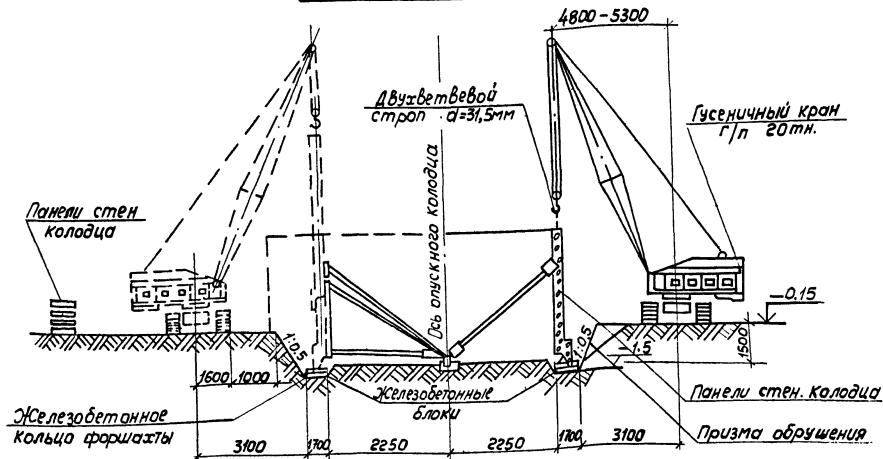 4800-5300
Двухветвевой
строп d=31,5мм
Гусеничный кран
г/п 20тн.
Ось опускного колодца
Панели стен
колодца
-0.15
1:0.5
1:0.5
-1.5
1500
1600
1000
Железобетонные
блоки
Панели стен. колодца
Железобетонное
кольцо форшахты
Призма обрушения
3100
1700
2250
2250
1700
3100